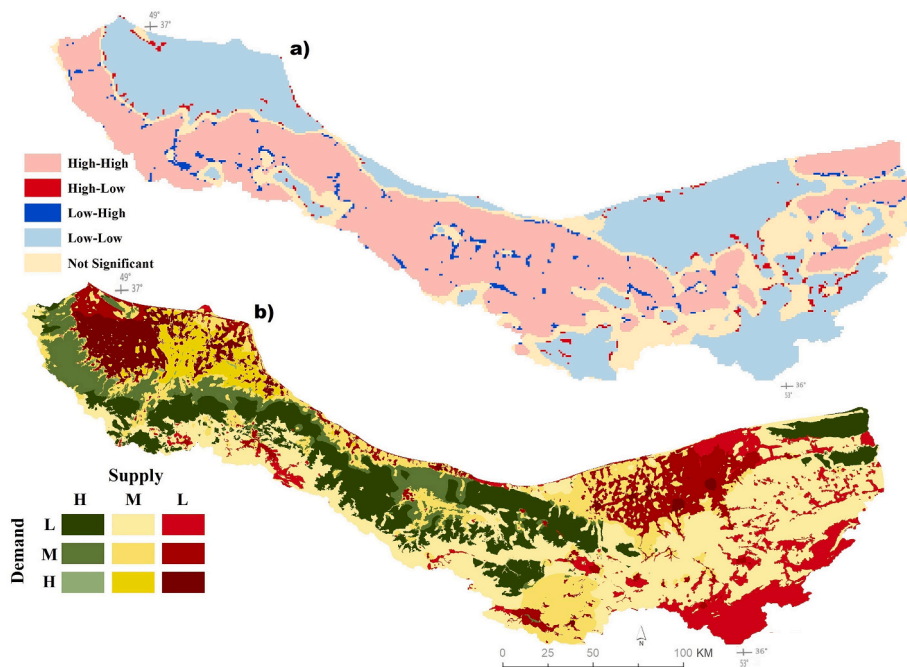 49°
37°
a)
High-High
High-Low
Low-High
Low-Low
Not Significant
36°
53°
49°
37°
b)
Supply
H M L
Demand
L
M
H
N
0 25 50 100 KM
36°
53°